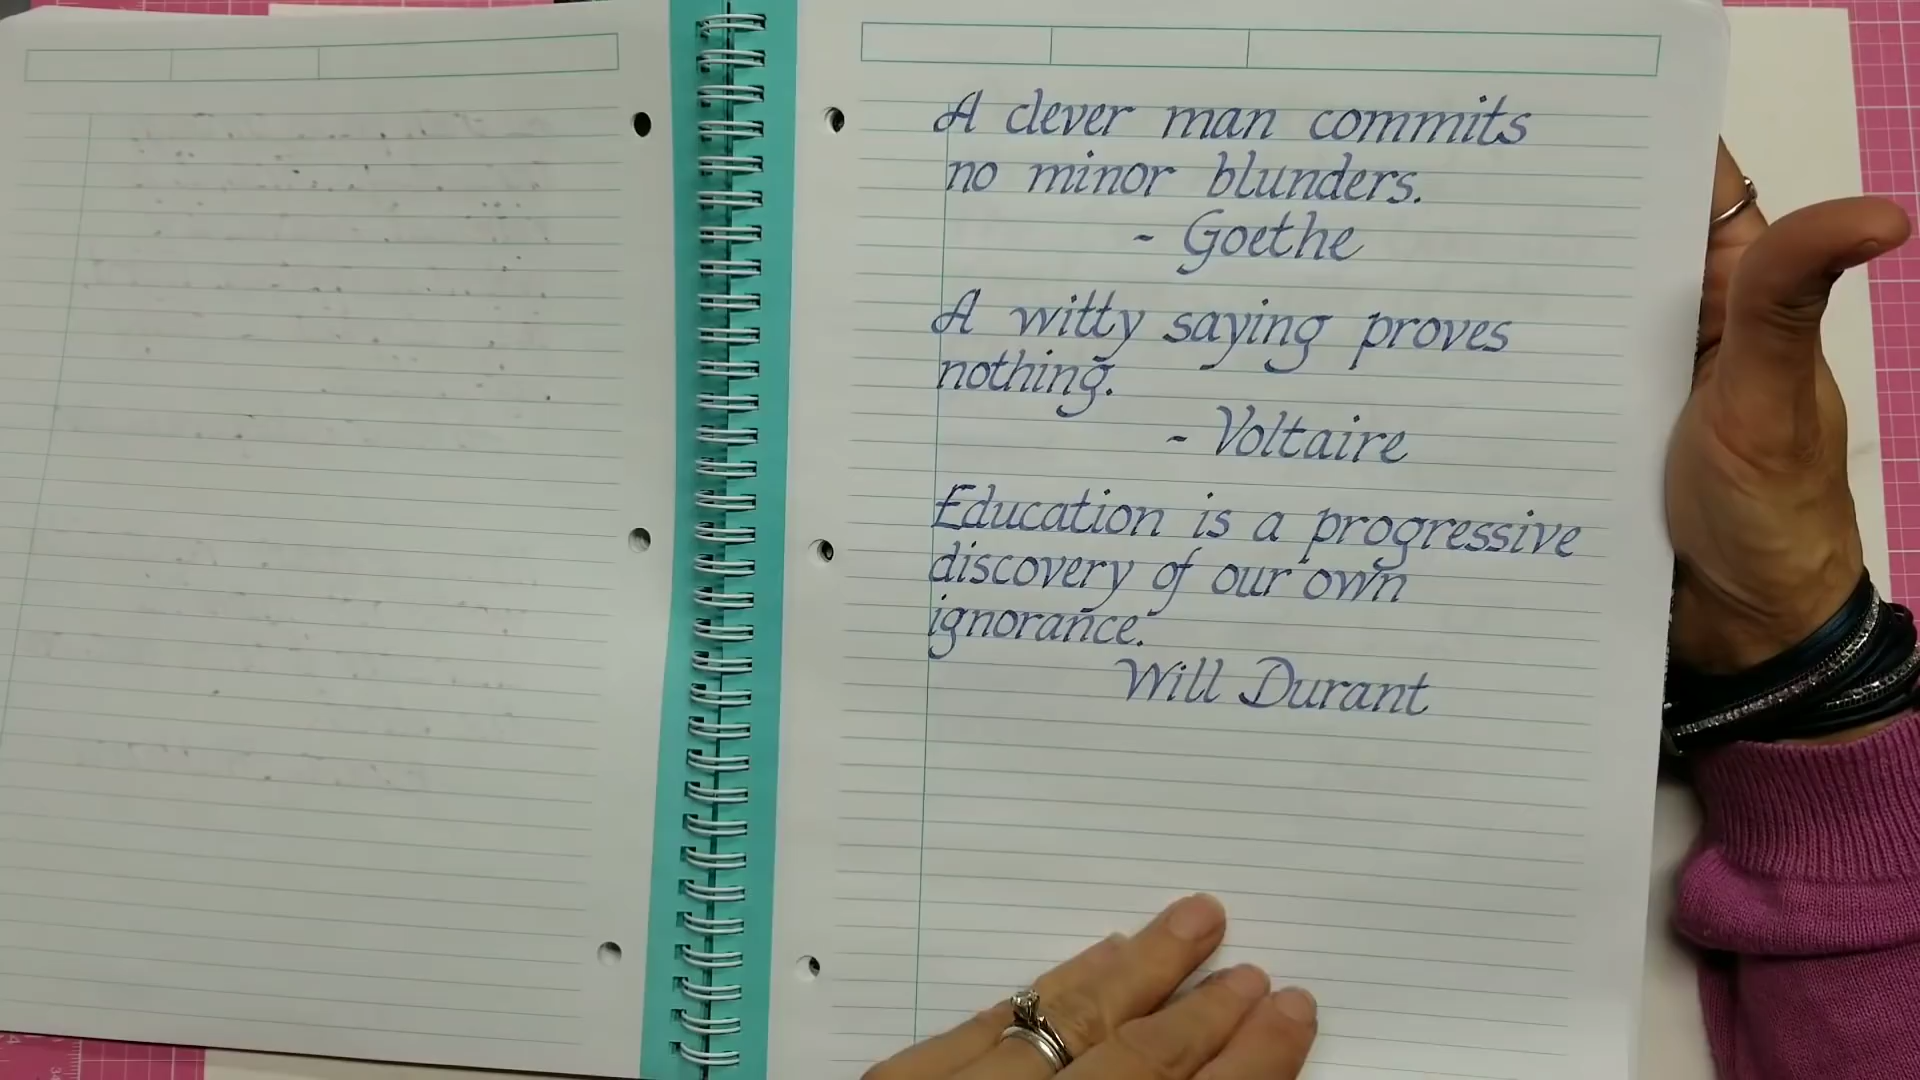 A clever man commits
no minor blunders.
- Goethe
A witty saying proves
nothing.
- Voltaire
Education is a progressive
discovery of our own
ignorance.
Will Durant